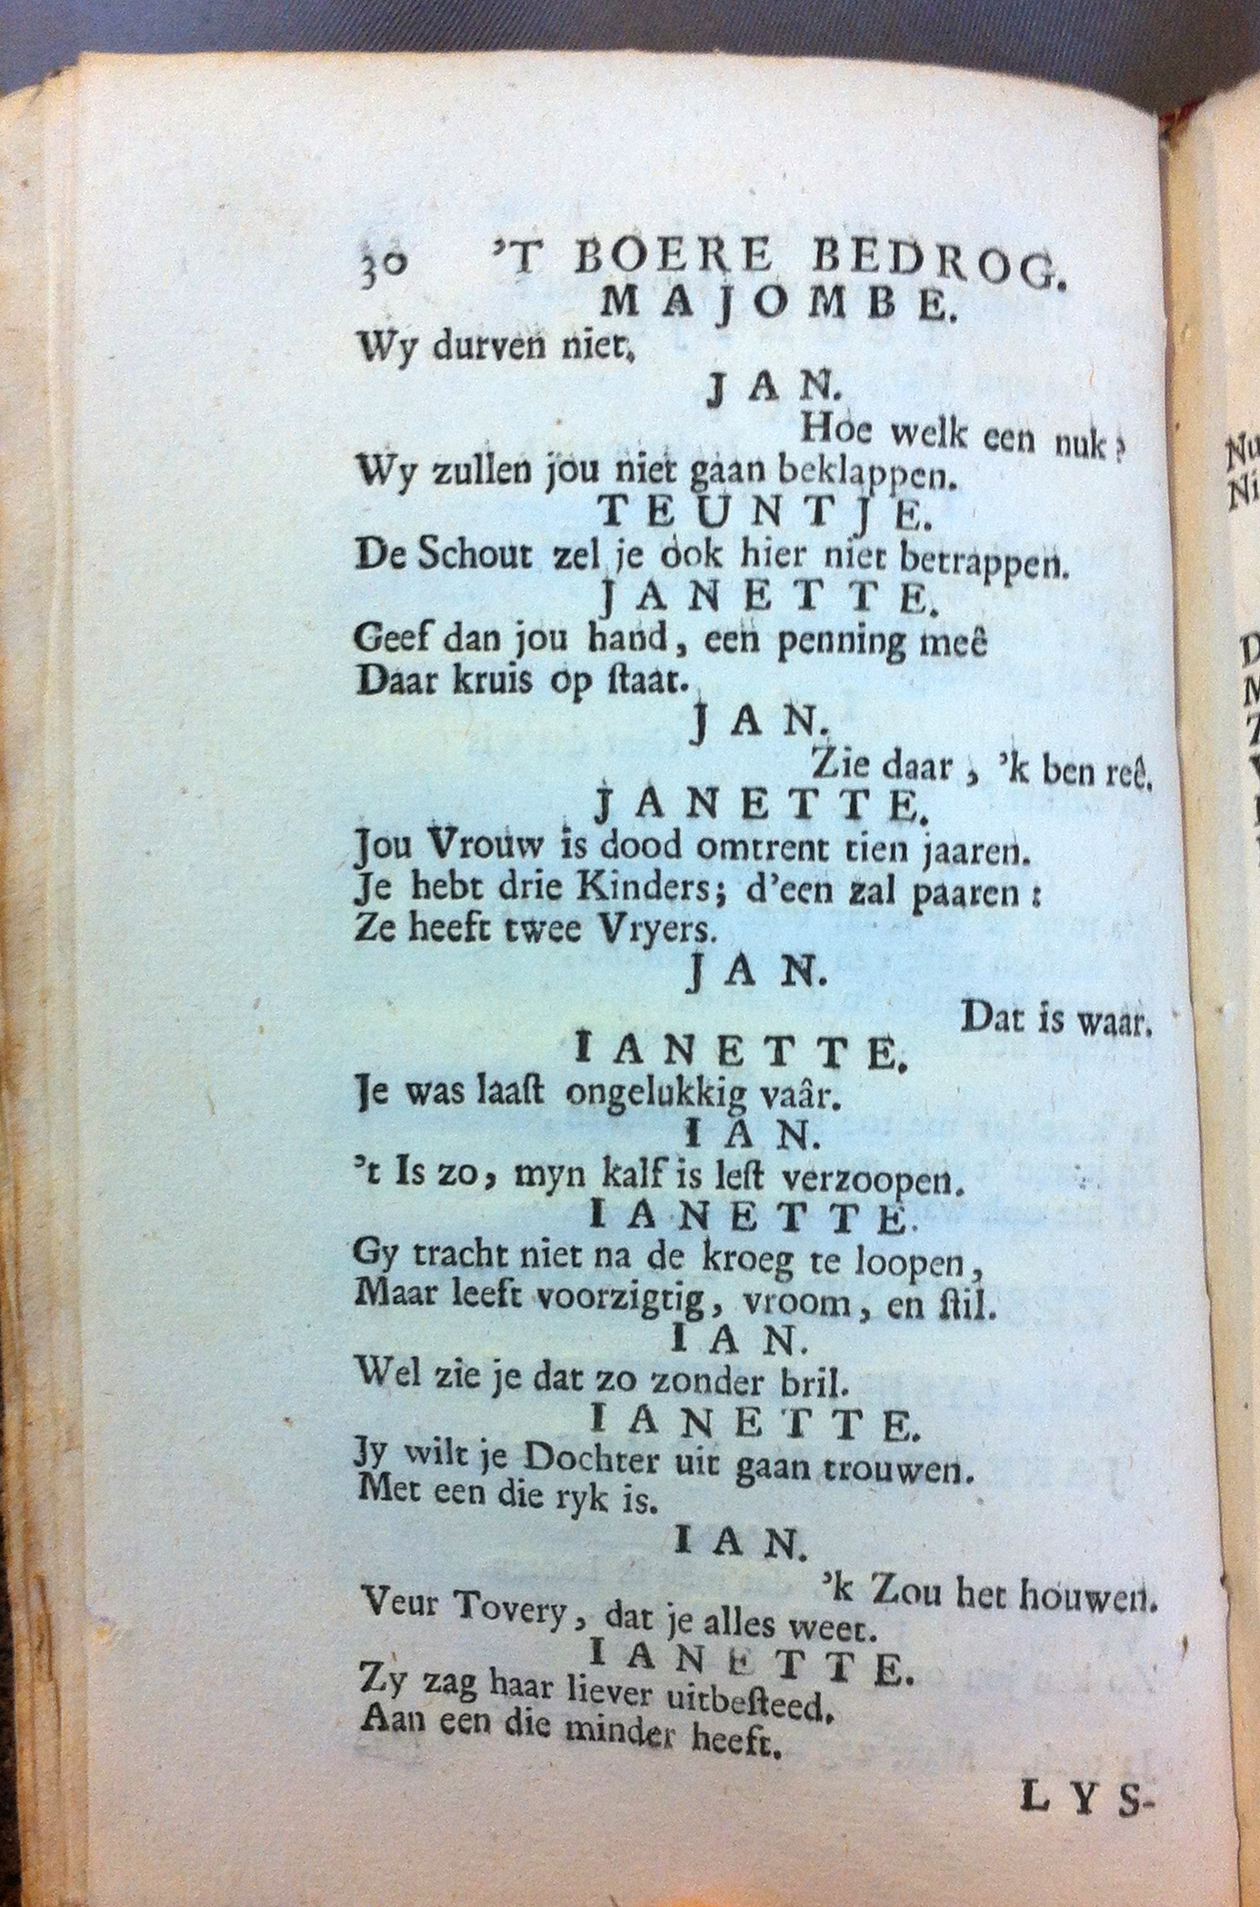 30 'T BOERE BEDROG.
MAJOMBE.
Wy durven niet,
JAN.
Hoe welk een nuk?
Wy zullen jou niet gaan beklappen.
TEUNTJE.
De Schout zel je ook hier niet betrappen.
JANETTE.
Geef dan jou hand, een penning meê
Daar kruis op ſtaat.
JAN.
Zie daar, 'k ben reê.
JANETTE.
Jou Vrouw is dood omtrent tien jaaren.
Je hebt drie Kinders; d'een zal paaren:
Ze heeft twee Vryers.
JAN.
Dat is waar.
IANETTE.
Je was laaſt ongelukkig vaâr.
IAN.
't Is zo, myn kalf is leſt verzoopen.
IANETTE.
Gy tracht niet na de kroeg te loopen,
Maar leeft voorzigtig, vroom, en ſtil.
IAN.
Wel zie je dat zo zonder bril.
IANETTE.
Jy wilt je Dochter uit gaan trouwen.
Met een die ryk is.
IAN.
'k Zou het houwen.
Veur Tovery, dat je alles weet.
IANETTE.
Zy zag haar liever uitbeſteed,
Aan een die minder heeft.
LYS-
Nu
Ni